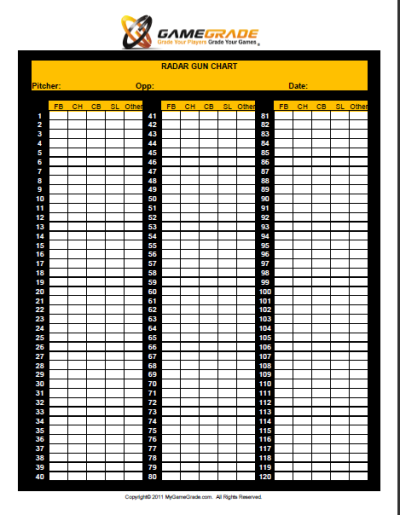 GAMEGRADE
Grade Your Players Grade Your Games
RADAR GUN CHART
Pitcher: Opp: Date:
FB CH CB SL Other FB CH CB SL Other FB CH CB SL Other
1 41 81
2 42 82
3 43 83
4 44 84
5 45 85
6 46 86
7 47 87
8 48 88
9 49 89
10 50 90
11 51 91
12 52 92
13 53 93
14 54 94
15 55 95
16 56 96
17 57 97
18 58 98
19 59 99
20 60 100
21 61 101
22 62 102
23 63 103
24 64 104
25 65 105
26 66 106
27 67 107
28 68 108
29 69 109
30 70 110
31 71 111
32 72 112
33 73 113
34 74 114
35 75 115
36 76 116
37 77 117
38 78 118
39 79 119
40 80 120
Copyright© 2011 MyGameGrade.com. All Rights Reserved.